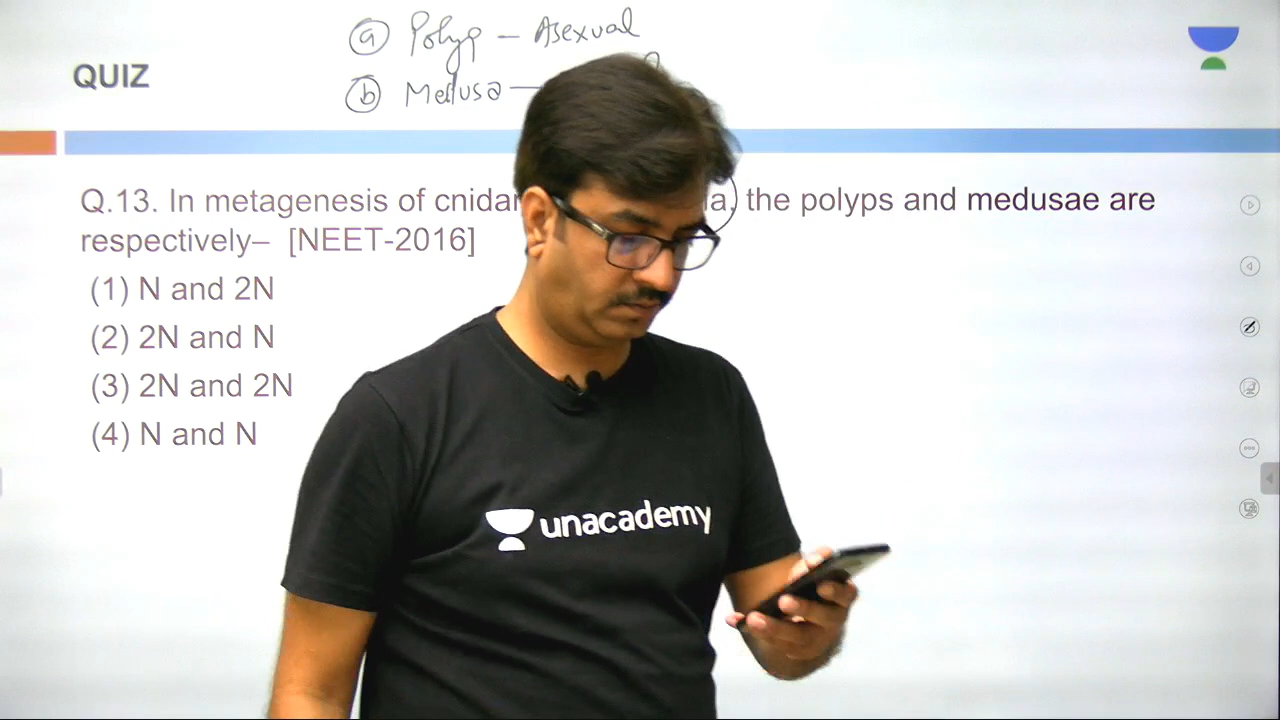 ⓐ Polyp – Asexual
QUIZ
ⓑ Medusa –
Q.13. In metagenesis of cnidar a, the polyps and medusae are
respectively– [NEET-2016]
(1) N and 2N
(2) 2N and N
(3) 2N and 2N
(4) N and N
unacademy